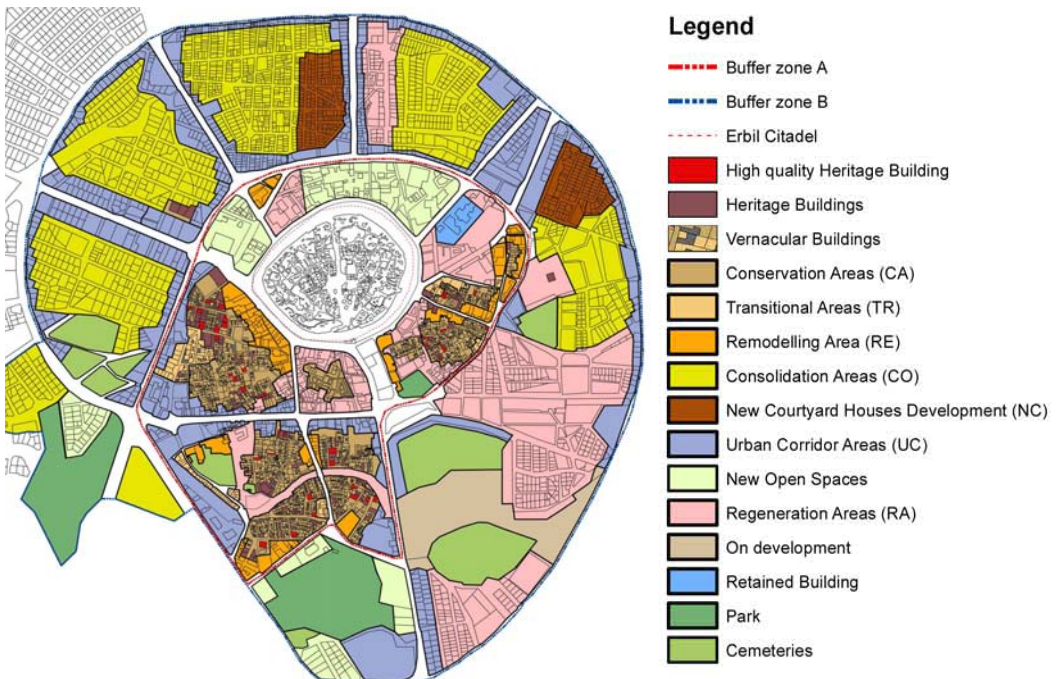 Legend
Buffer zone A
Buffer zone B
Erbil Citadel
High quality Heritage Building
Heritage Buildings
Vernacular Buildings
Conservation Areas (CA)
Transitional Areas (TR)
Remodelling Area (RE)
Consolidation Areas (CO)
New Courtyard Houses Development (NC)
Urban Corridor Areas (UC)
New Open Spaces
Regeneration Areas (RA)
On development
Retained Building
Park
Cemeteries